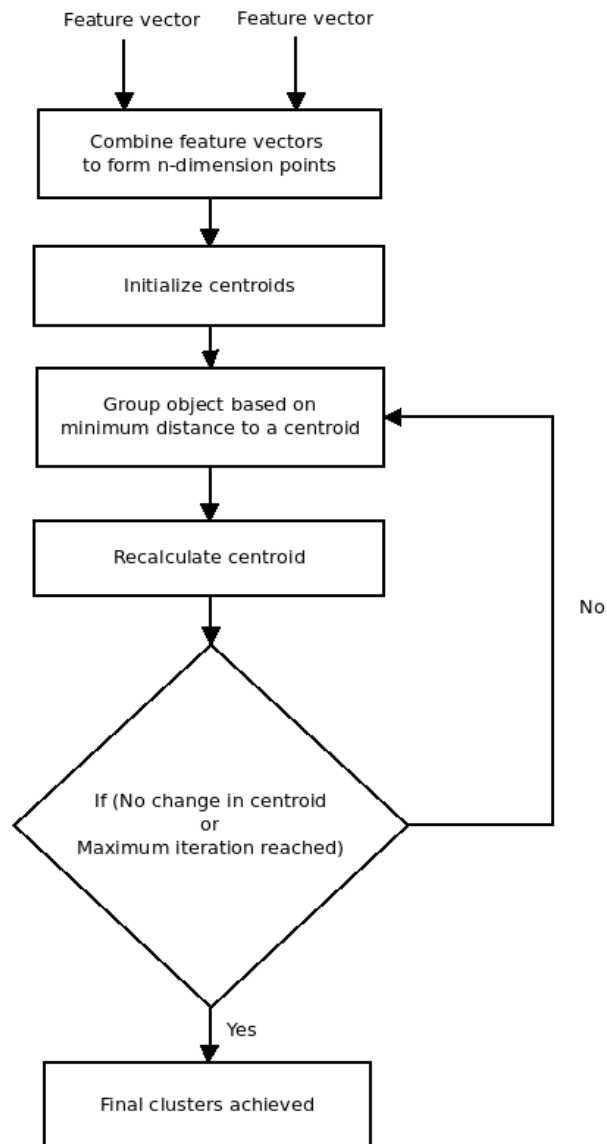 Feature vector
Feature vector
Combine feature vectors
to form n-dimension points
Initialize centroids
Group object based on
minimum distance to a centroid
Recalculate centroid
No
If (No change in centroid
or
Maximum iteration reached)
Yes
Final clusters achieved